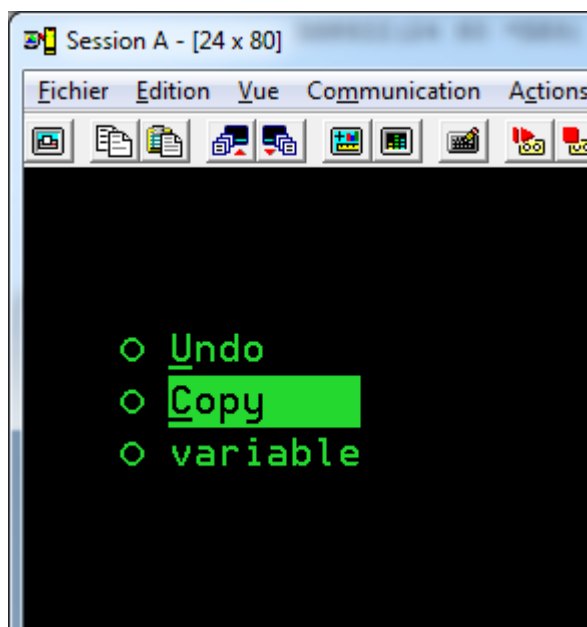 Session A - [24 x 80]
Fichier Edition Vue Communication Actions
Undo
Copy
variable